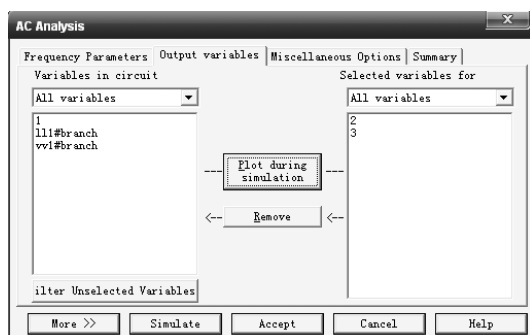 AC Analysis
X
Frequency Parameters Output variables Miscellaneous Options Summary
Variables in circuit
Selected variables for
All variables
All variables
1
ll1#branch
vv1#branch
2
3
--- Plot during simulation ---
<-- Remove <--
ilter Unselected Variables
More >> Simulate Accept Cancel Help